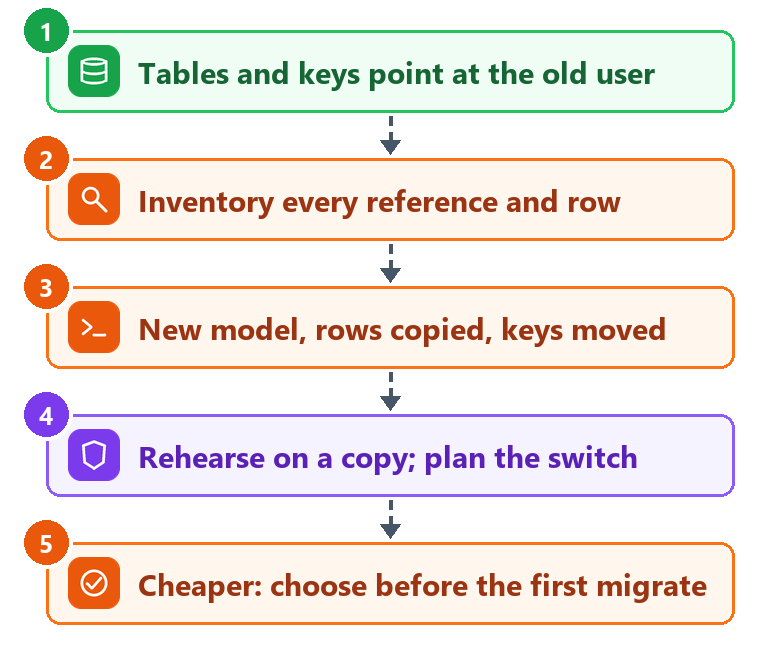 1
Tables and keys point at the old user
2
Inventory every reference and row
3
New model, rows copied, keys moved
4
Rehearse on a copy; plan the switch
5
Cheaper: choose before the first migrate